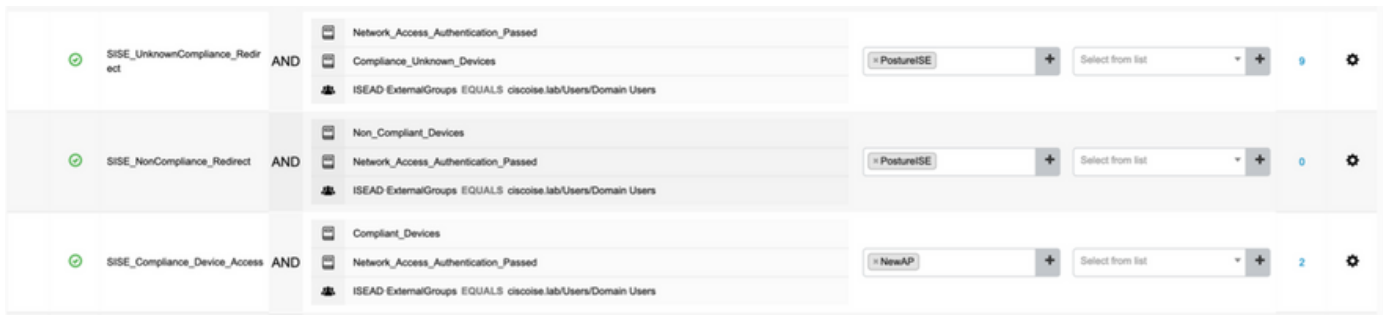 SISE_UnknownCompliance_Redir
ect
AND
Network_Access_Authentication_Passed
Compliance_Unknown_Devices
ISEAD·ExternalGroups EQUALS ciscoise.lab/Users/Domain Users
×PostureISE
+
Select from list
+
9
SISE_NonCompliance_Redirect
AND
Non_Compliant_Devices
Network_Access_Authentication_Passed
ISEAD·ExternalGroups EQUALS ciscoise.lab/Users/Domain Users
×PostureISE
+
Select from list
+
0
SISE_Compliance_Device_Access
AND
Compliant_Devices
Network_Access_Authentication_Passed
ISEAD·ExternalGroups EQUALS ciscoise.lab/Users/Domain Users
×NewAP
+
Select from list
+
2